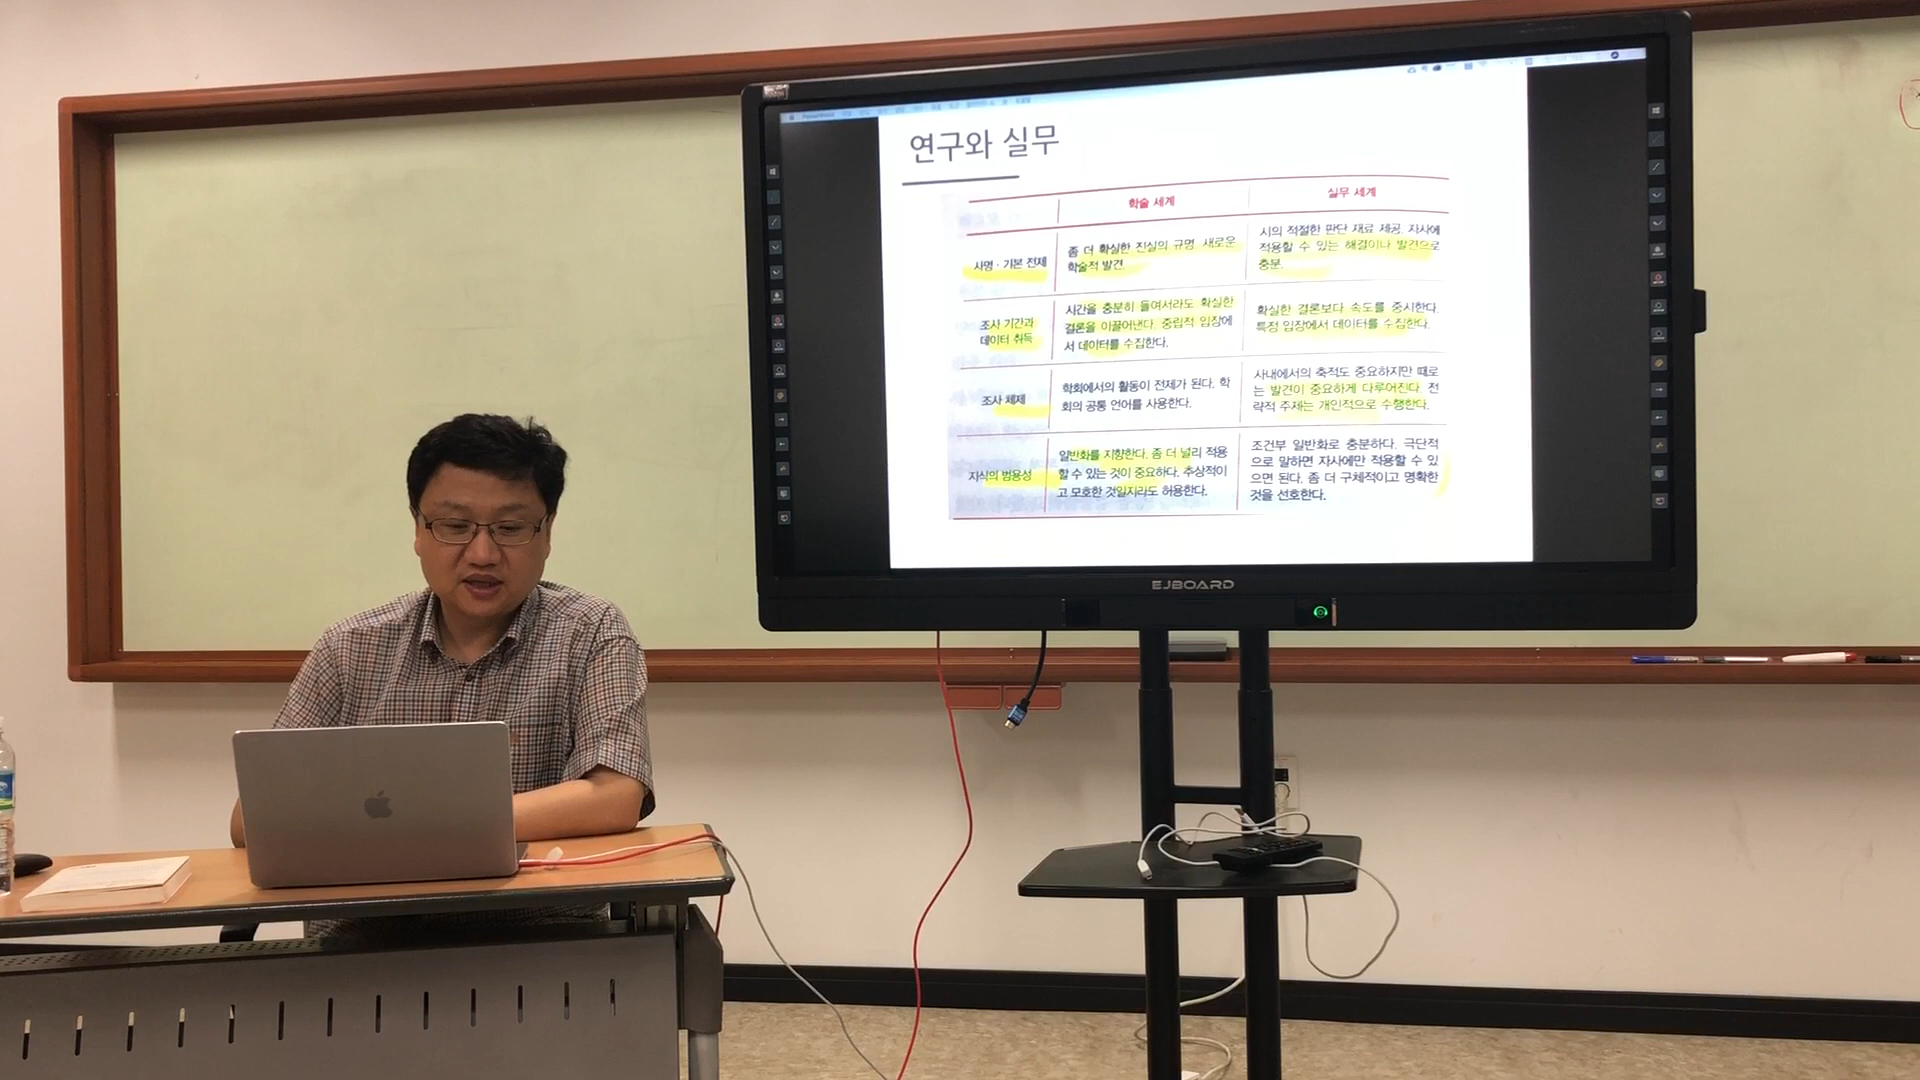 연구와 실무
학술 세계
실무 세계
사명 · 기본 전제
좀 더 확실한 진실의 규명. 새로운
학술적 발견.
시의 적절한 판단 재료 제공. 자사에
적용할 수 있는 해결이나 발견으로
충분.
조사 기간과
데이터 취득
시간을 충분히 들여서라도 확실한
결론을 이끌어낸다. 중립적 입장에
서 데이터를 수집한다.
확실한 결론보다 속도를 중시한다.
특정 입장에서 데이터를 수집한다.
조사 체제
학회에서의 활동이 전제가 된다. 학
회의 공통 언어를 사용한다.
사내에서의 축적도 중요하지만 때로
는 발견이 중요하게 다루어진다. 전
략적 주제는 개인적으로 수행한다.
지식의 범용성
일반화를 지향한다. 좀 더 널리 적용
할 수 있는 것이 중요하다. 추상적이
고 모호한 것일지라도 허용한다.
조건부 일반화로 충분하다. 극단적
으로 말하면 자사에만 적용할 수 있
으면 된다. 좀 더 구체적이고 명확한
것을 선호한다.
EJBOARD